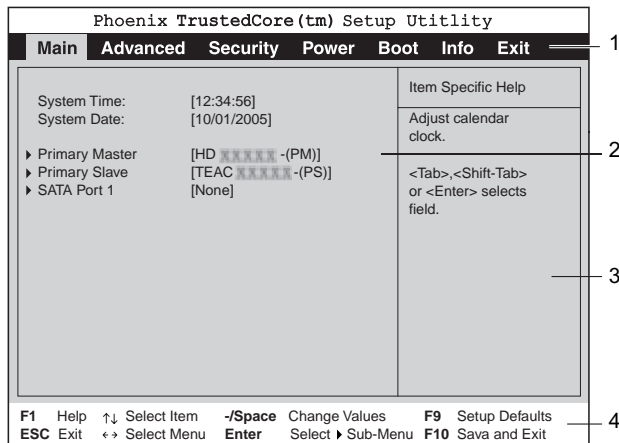 Phoenix TrustedCore(tm) Setup Utitlity
Main Advanced Security Power Boot Info Exit
1
System Time: [12:34:56]
System Date: [10/01/2005]
Primary Master [HD XXXXX -(PM)]
Primary Slave [TEAC XXXXX -(PS)]
SATA Port 1 [None]
Item Specific Help
Adjust calendar
clock.
2
<Tab>,<Shift-Tab>
or <Enter> selects
field.
3
F1 Help ↑↓ Select Item -/Space Change Values F9 Setup Defaults
ESC Exit ←→ Select Menu Enter Select ▸ Sub-Menu F10 Sava and Exit
4